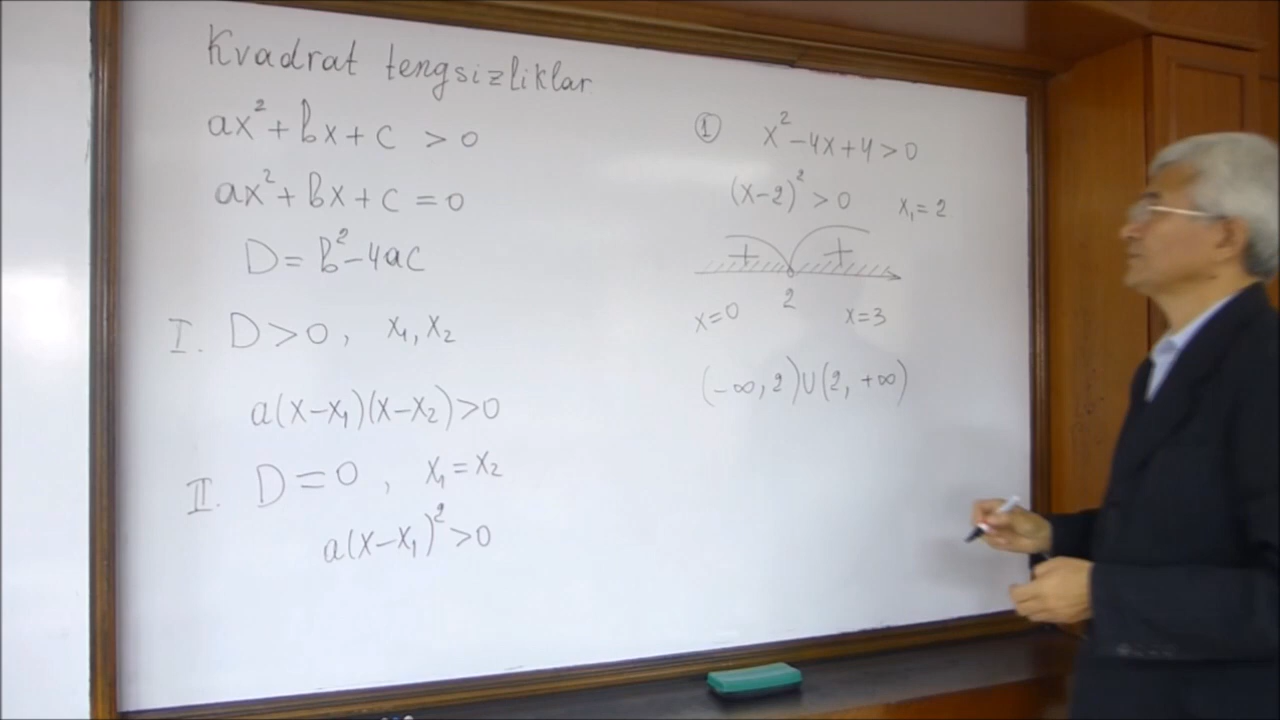 Kvadrat tengsizliklar
ax² + bx + c > 0
ax² + bx + c = 0
D = b² - 4ac
I. D > 0, x₁, x₂
a(x-x₁)(x-x₂) > 0
II. D = 0, x₁ = x₂
a(x-x₁)² > 0
① x² - 4x + 4 > 0
(x-2)² > 0 x₁ = 2
+ +
x=0 2 x=3
(-∞, 2) ∪ (2, +∞)